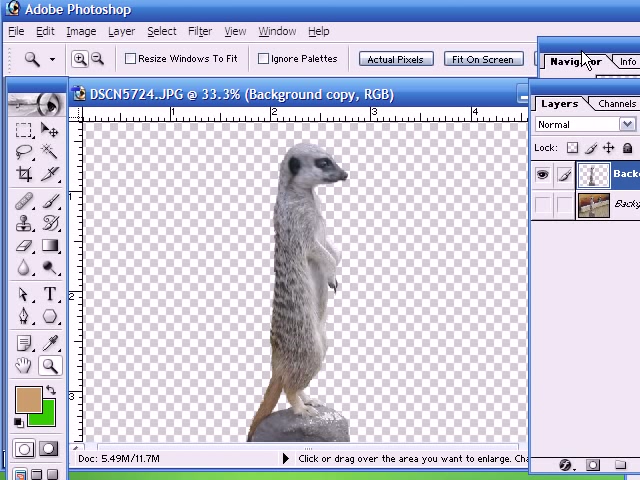 Adobe Photoshop
File Edit Image Layer Select Filter View Window Help
Resize Windows To Fit Ignore Palettes Actual Pixels Fit On Screen
Navigator Info
DSCN5724.JPG @ 33.3% (Background copy, RGB)
Layers Channels
Normal
Lock:
1 2 3 4
1
2
3
T
Doc: 5.49M/11.7M Click or drag over the area you want to enlarge.